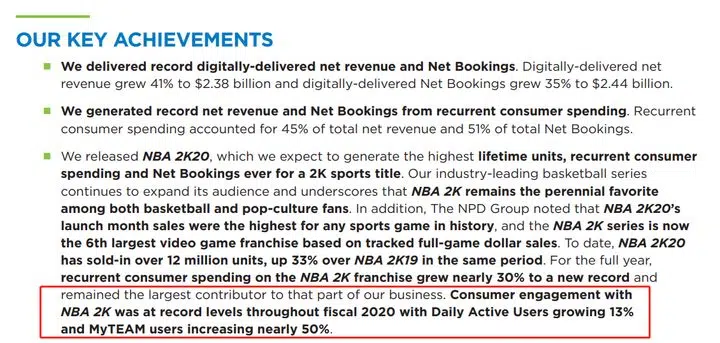 OUR KEY ACHIEVEMENTS
We delivered record digitally-delivered net revenue and Net Bookings. Digitally-delivered net
revenue grew 41% to $2.38 billion and digitally-delivered Net Bookings grew 35% to $2.44 billion.
We generated record net revenue and Net Bookings from recurrent consumer spending. Recurrent
consumer spending accounted for 45% of total net revenue and 51% of total Net Bookings.
We released NBA 2K20, which we expect to generate the highest lifetime units, recurrent consumer
spending and Net Bookings ever for a 2K sports title. Our industry-leading basketball series
continues to expand its audience and underscores that NBA 2K remains the perennial favorite
among both basketball and pop-culture fans. In addition, The NPD Group noted that NBA 2K20's
launch month sales were the highest for any sports game in history, and the NBA 2K series is now
the 6th largest video game franchise based on tracked full-game dollar sales. To date, NBA 2K20
has sold-in over 12 million units, up 33% over NBA 2K19 in the same period. For the full year,
recurrent consumer spending on the NBA 2K franchise grew nearly 30% to a new record and
remained the largest contributor to that part of our business. Consumer engagement with
NBA 2K was at record levels throughout fiscal 2020 with Daily Active Users growing 13%
and MyTEAM users increasing nearly 50%.